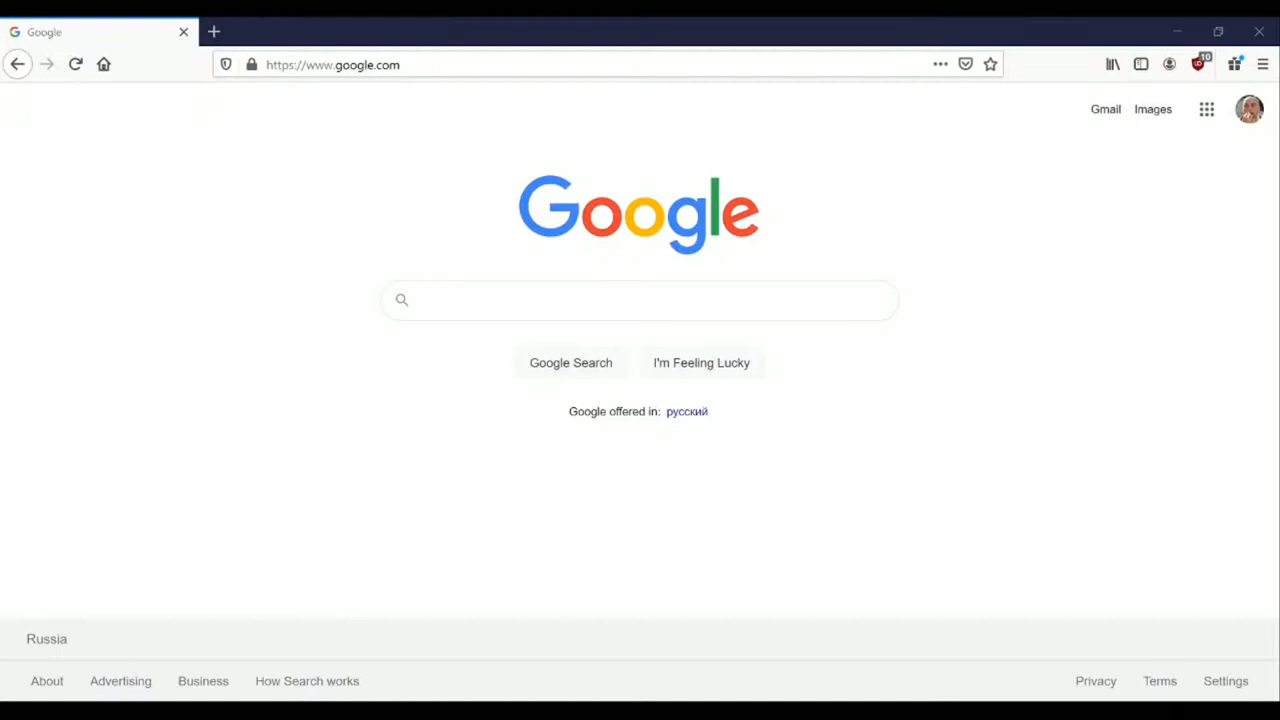 Google
https://www.google.com
10
Gmail Images
Google
Google Search I'm Feeling Lucky
Google offered in: русский
Russia
About Advertising Business How Search works Privacy Terms Settings